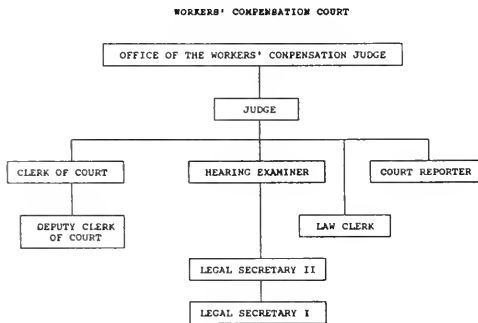 WORKERS' COMPENSATION COURT
OFFICE OF THE WORKERS' COMPENSATION JUDGE
JUDGE
CLERK OF COURT
HEARING EXAMINER
COURT REPORTER
DEPUTY CLERK
OF COURT
LAW CLERK
LEGAL SECRETARY II
LEGAL SECRETARY I